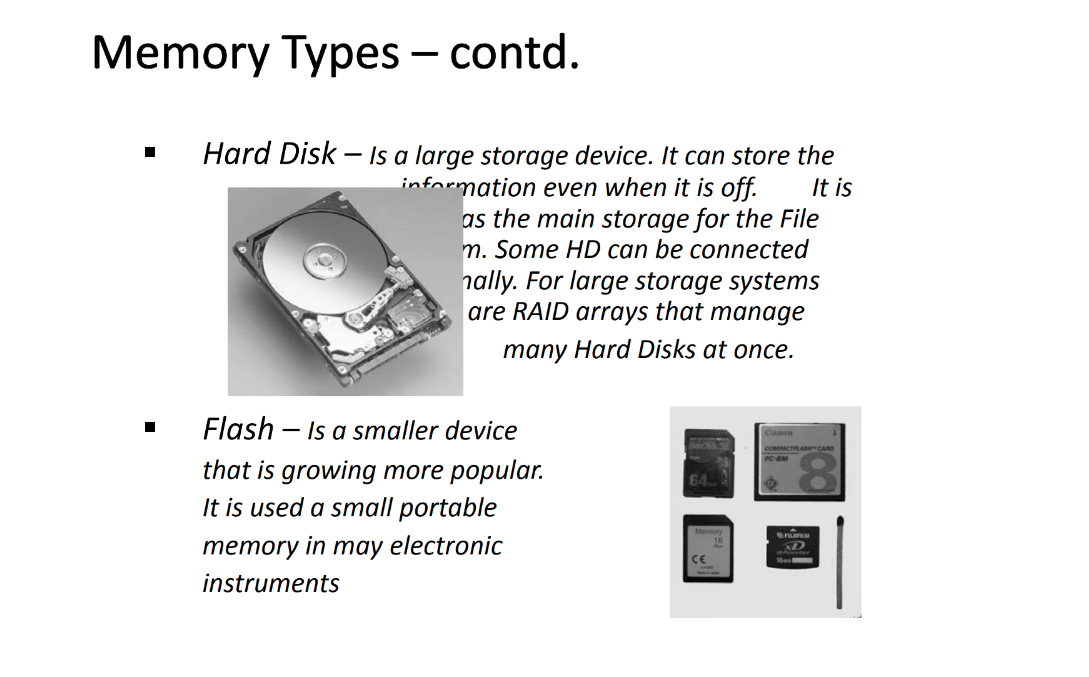 Memory Types – contd.
▪ Hard Disk – Is a large storage device. It can store the
information even when it is off. It is
as the main storage for the File
m. Some HD can be connected
nally. For large storage systems
are RAID arrays that manage
many Hard Disks at once.
▪ Flash – Is a smaller device
that is growing more popular.
It is used a small portable
memory in may electronic
instruments
64
Canon
COMPACTFLASH CARD
FC-8M
8
Memory
16
CE
FUJIFILM
xD
xD-Picture Card
16MB